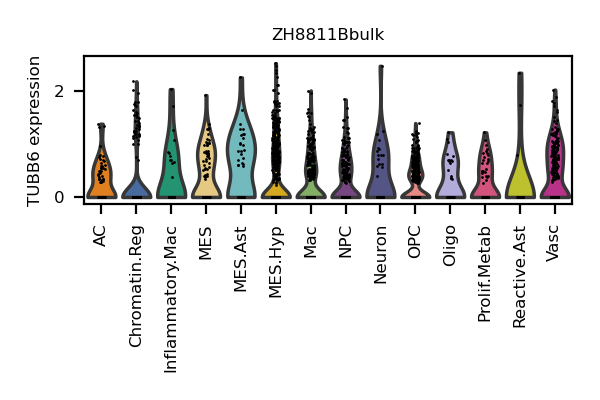 ZH8811Bbulk
TUBB6 expression
2
0
AC
Chromatin.Reg
Inflammatory.Mac
MES
MES.Ast
MES.Hyp
Mac
NPC
Neuron
OPC
Oligo
Prolif.Metab
Reactive.Ast
Vasc